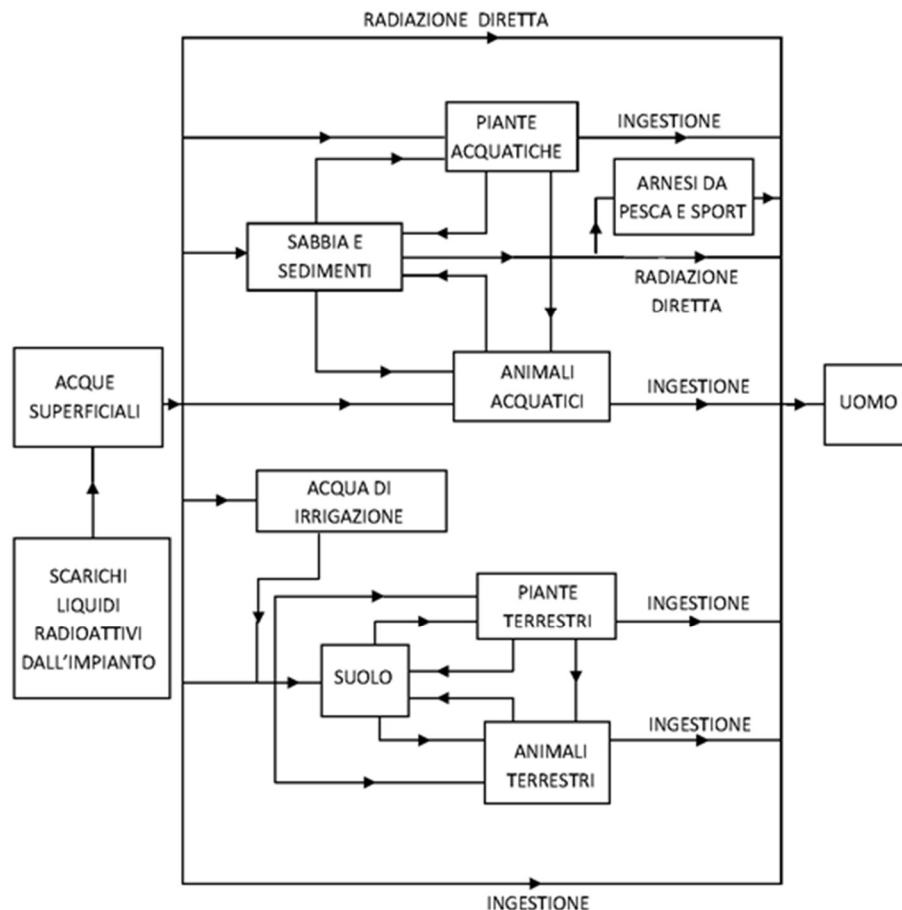 RADIAZIONE DIRETTA
PIANTE
ACQUATICHE
INGESTIONE
ARNESI DA
PESCA E SPORT
SABBIA E
SEDIMENTI
RADIAZIONE
DIRETTA
ACQUE
SUPERFICIALI
ANIMALI
ACQUATICI
INGESTIONE
UOMO
ACQUA DI
IRRIGAZIONE
SCARICHI
LIQUIDI
RADIOATTIVI
DALL'IMPIANTO
PIANTE
TERRESTRI
INGESTIONE
SUOLO
ANIMALI
TERRESTRI
INGESTIONE
INGESTIONE